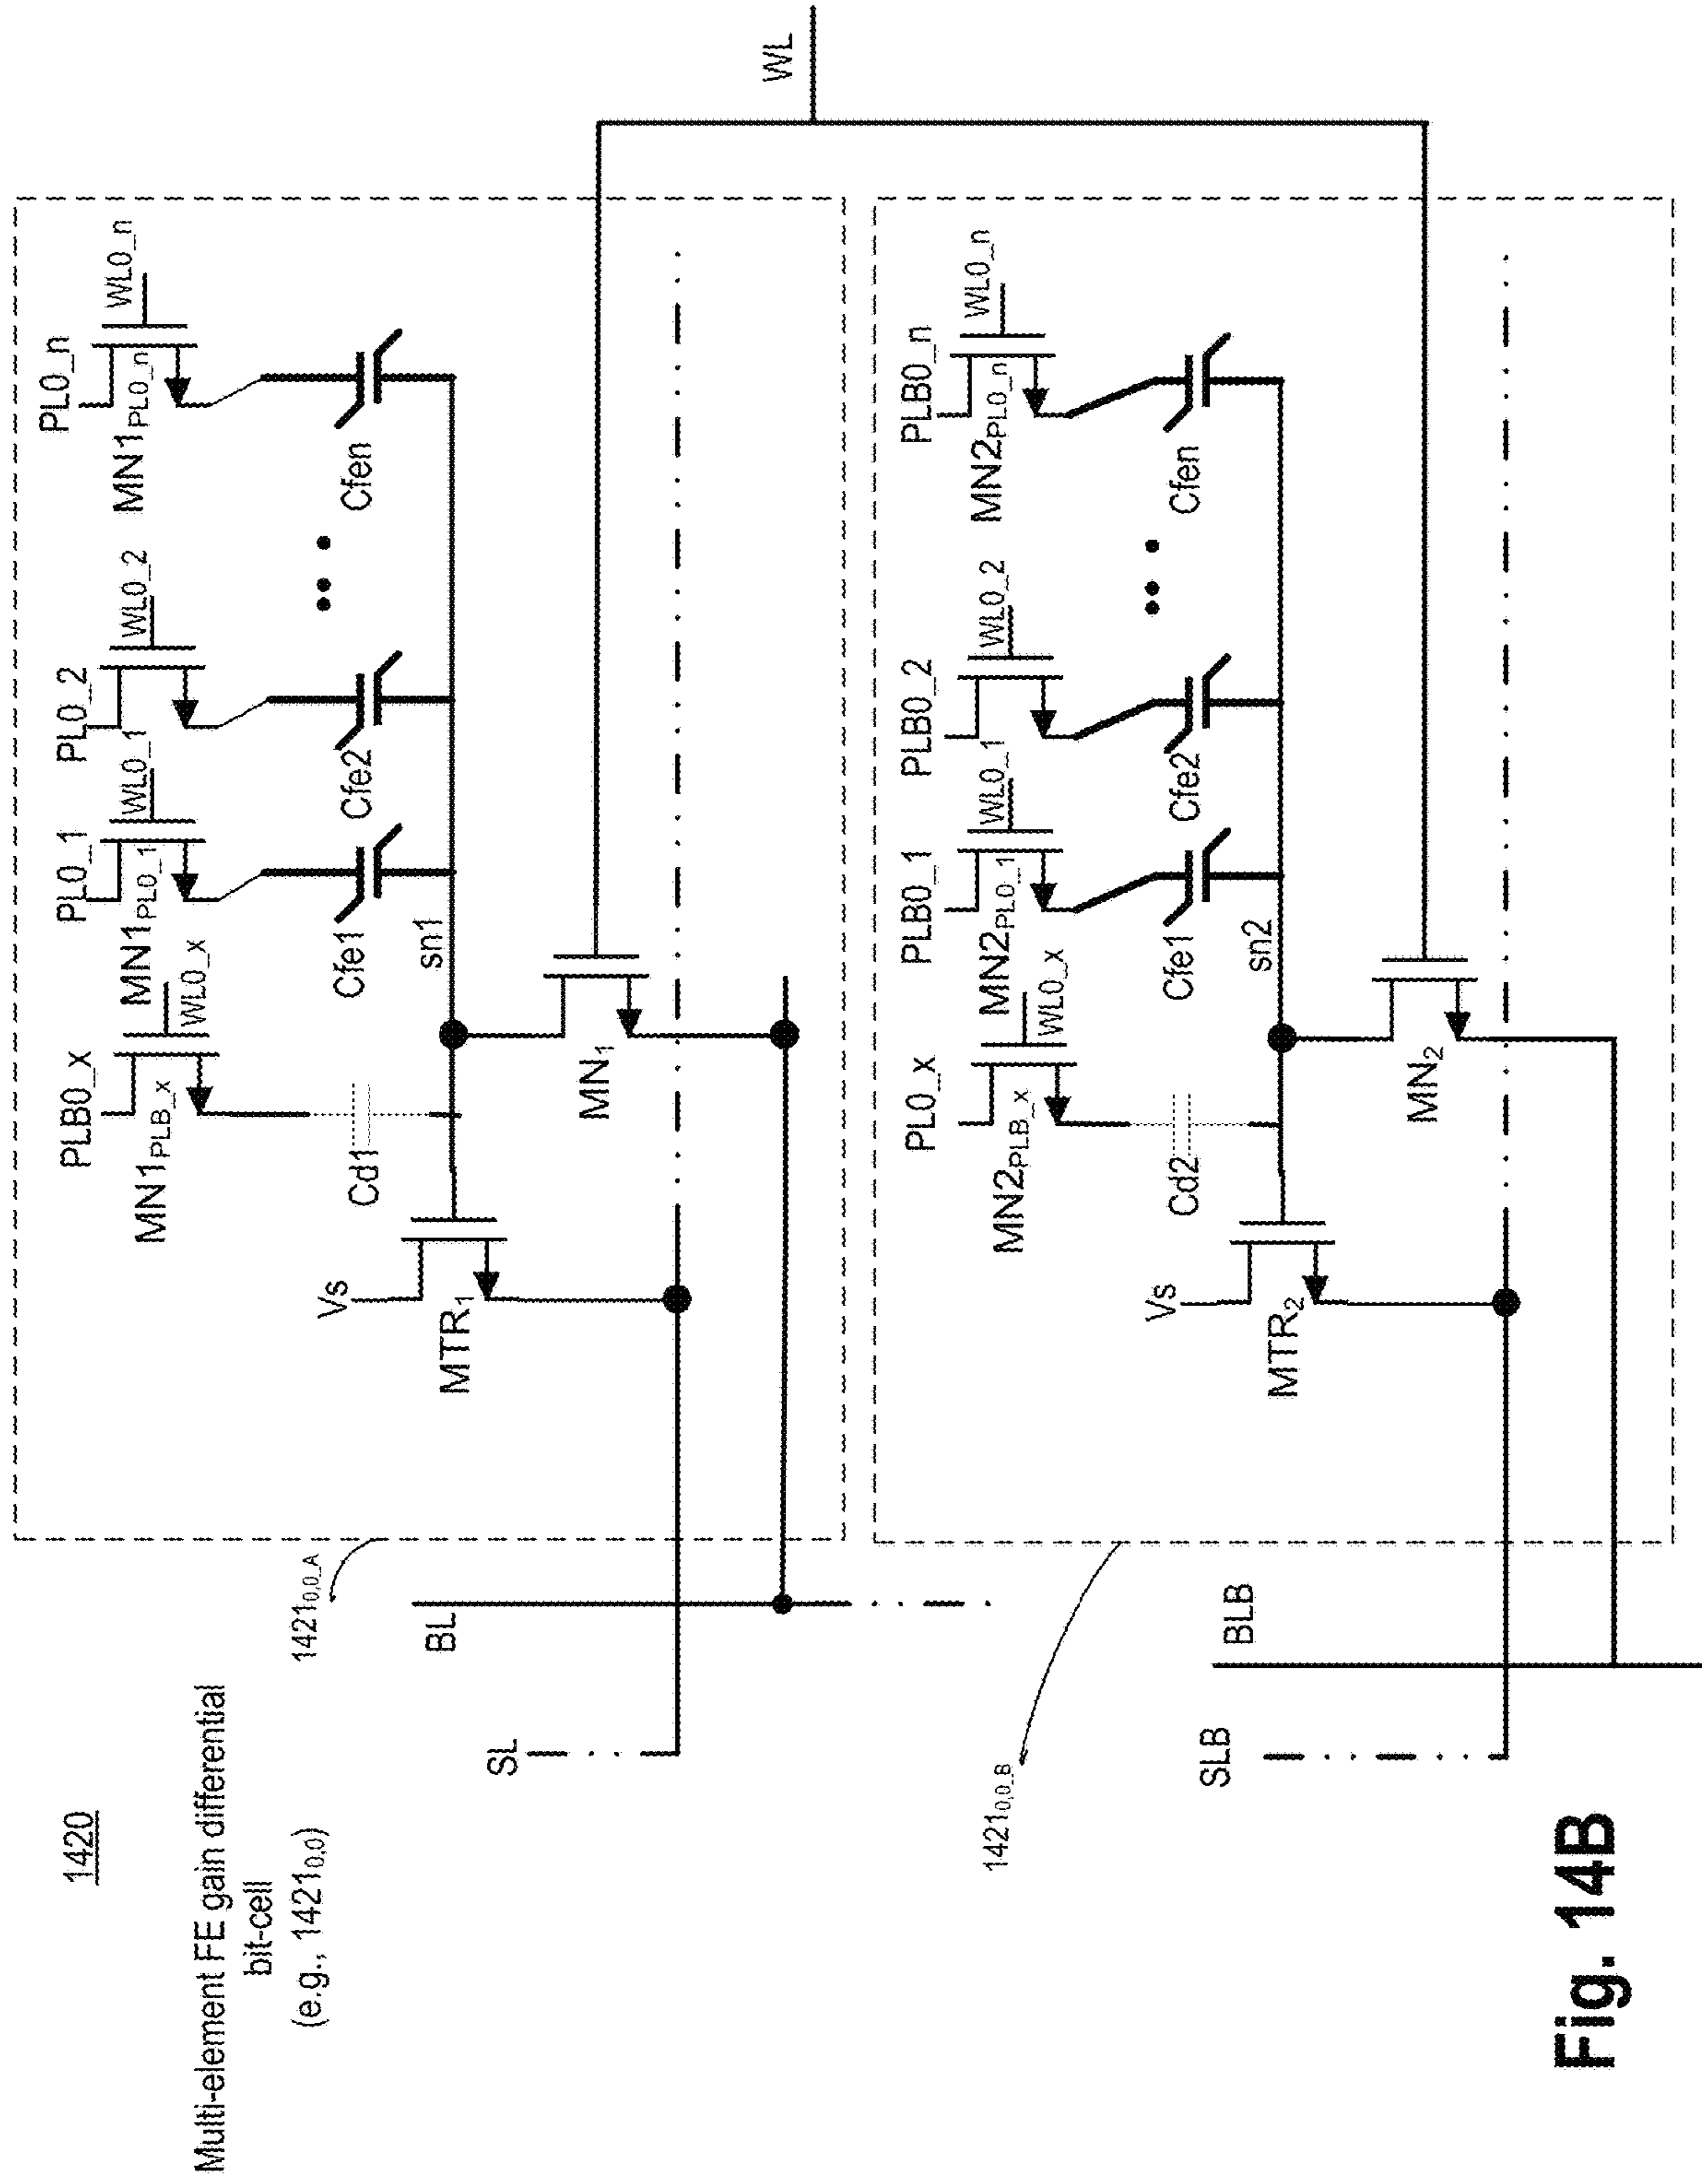 1420
Multi-element FE gain differential
bit-cell
(e.g., 14210,0)
14210,0_A
PLB0_x
PL0_1
PL0_2
PL0_n
WL0_x
WL0_1
WL0_2
WL0_n
MN1PLB_x
MN1PL0_1
MN1PL0_n
Cd1
Cfe1
Cfe2
Cfen
Vs
sn1
MTR1
MN1
SL
BL
WL
14210,0_B
PL0_x
PLB0_1
PLB0_2
PLB0_n
WL0_x
WL0_1
WL0_2
WL0_n
MN2PLB_x
MN2PL0_1
MN2PL0_n
Cd2
Cfe1
Cfe2
Cfen
Vs
sn2
MTR2
MN2
SLB
BLB
Fig. 14B